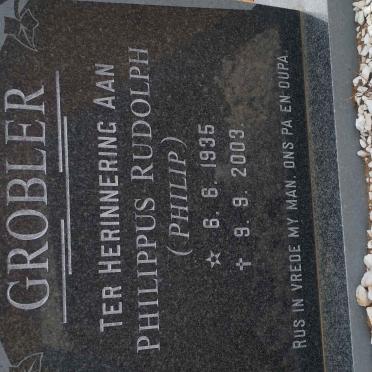 GROBLER
TER HERINNERING AAN
PHILIPPUS RUDOLPH
(PHILIP)
☆ 6. 6. 1935
✝ 9. 9. 2003.
RUS IN VREDE MY MAN, ONS PA EN OUPA.